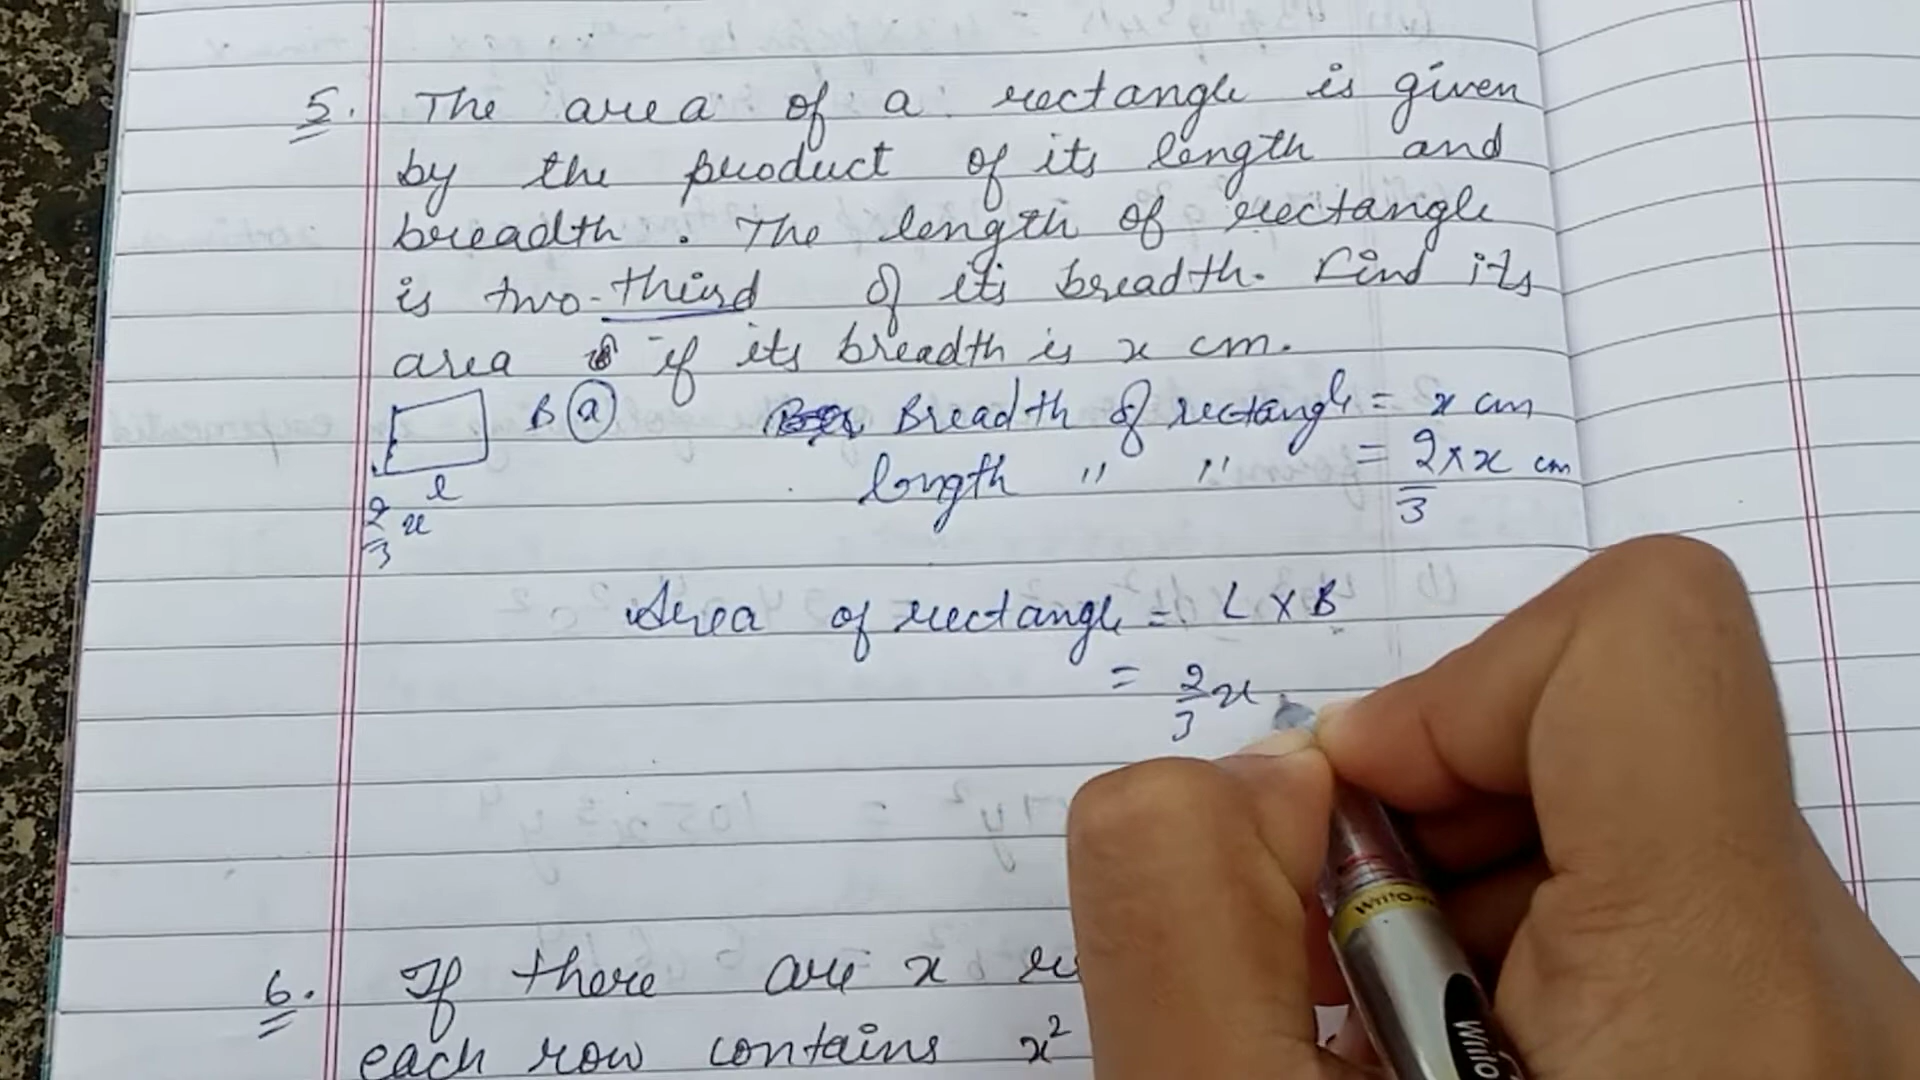 5. The area of a rectangle is given
by the product of its length and
breadth. The length of rectangle
is two-third of its breadth. Find its
area if its breadth is x cm.
B (x) Breadth of rectangle = x cm
length " " = 2/3 × x cm
l
2/3 x
Area of rectangle = L × B
= 2/3 x
6. If there are x
each row contains x²
Write